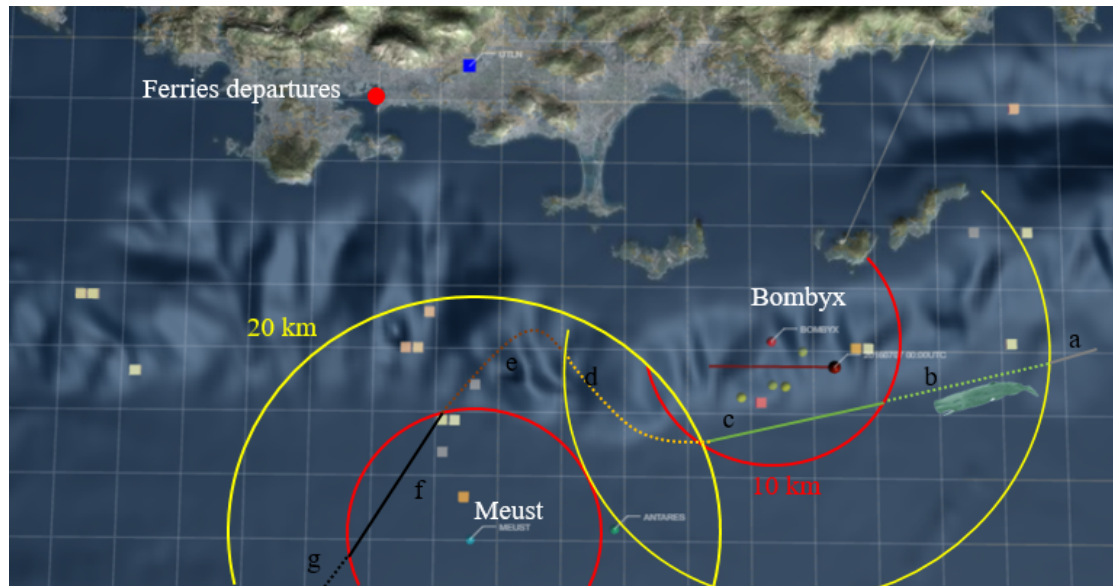 UTLN
Ferries departures
Bombyx
20 km
BOMBYX
a
e
d
b
c
10 km
f
Meust
MEUST
ANTARES
g